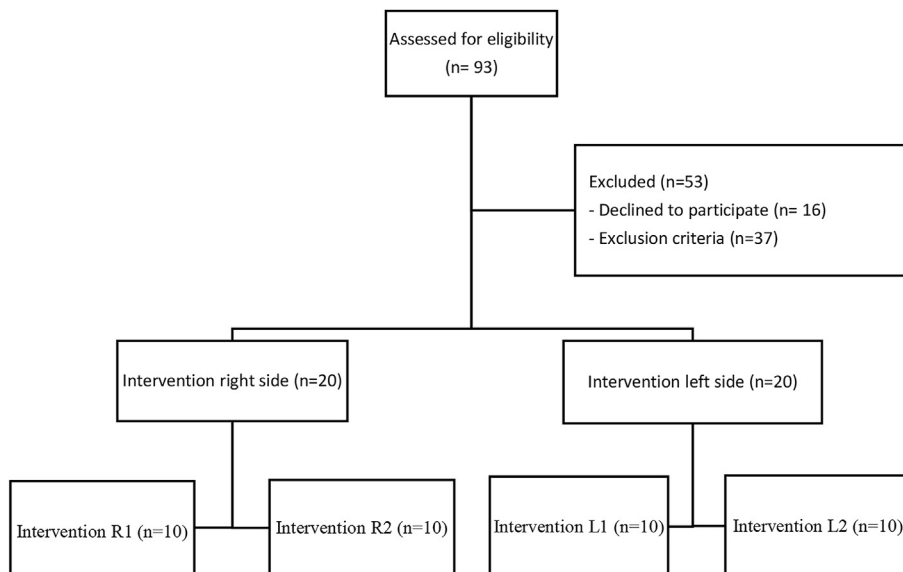 Assessed for eligibility
(n= 93)
Excluded (n=53)
- Declined to participate (n= 16)
- Exclusion criteria (n=37)
Intervention right side (n=20)
Intervention left side (n=20)
Intervention R1 (n=10)
Intervention R2 (n=10)
Intervention L1 (n=10)
Intervention L2 (n=10)